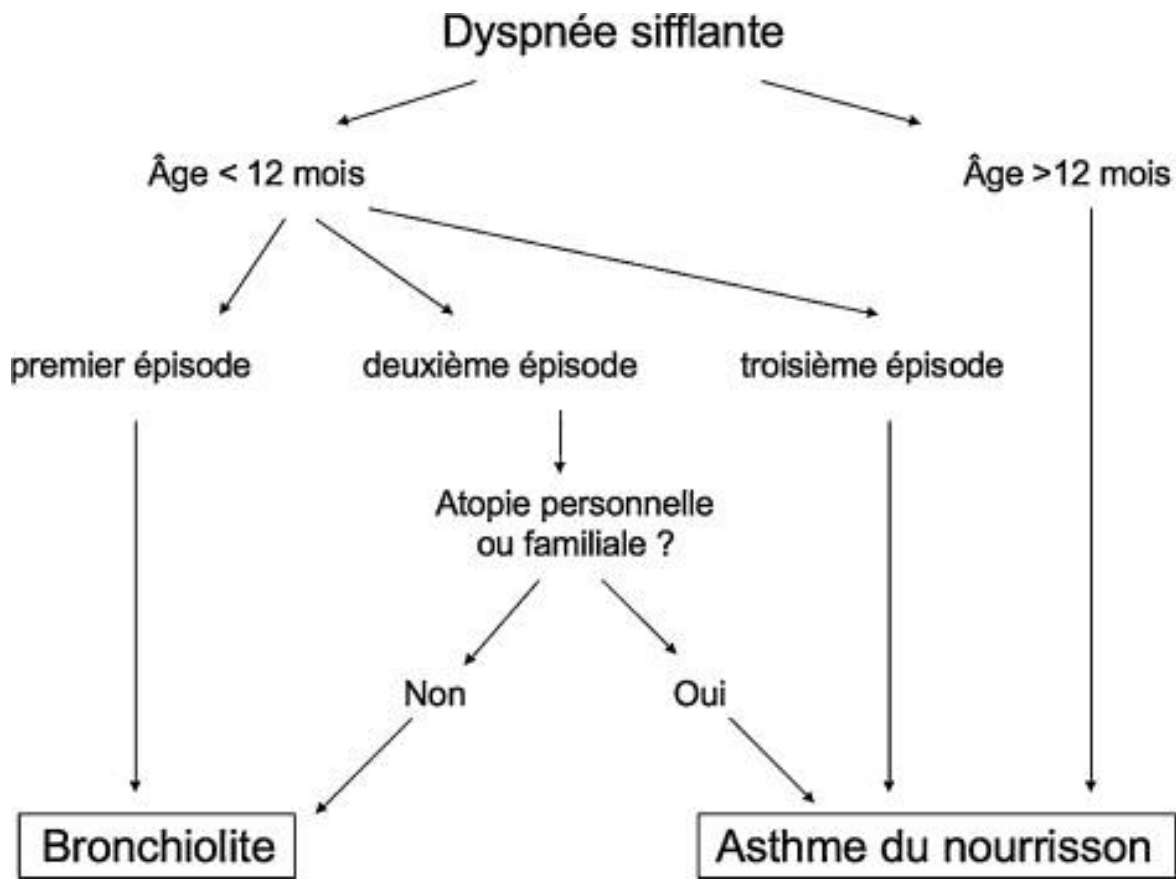 Dyspnée sifflante
Âge < 12 mois
Âge >12 mois
premier épisode
deuxième épisode
troisième épisode
Atopie personnelle
ou familiale ?
Non
Oui
Bronchiolite
Asthme du nourrisson